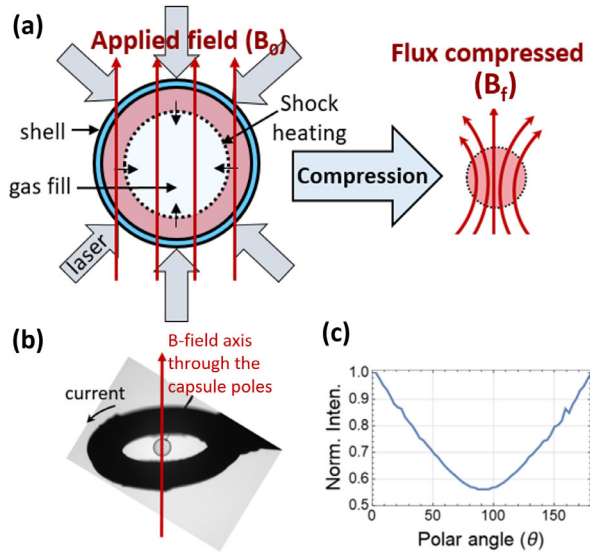 (a)
Applied field (B₀)
shell
gas fill
Shock
heating
laser
Compression
Flux compressed
(B_f)
(b)
B-field axis
through the
capsule poles
current
(c)
Norm. Inten.
1.0
0.9
0.8
0.7
0.6
0.5
0 50 100 150
Polar angle (θ)